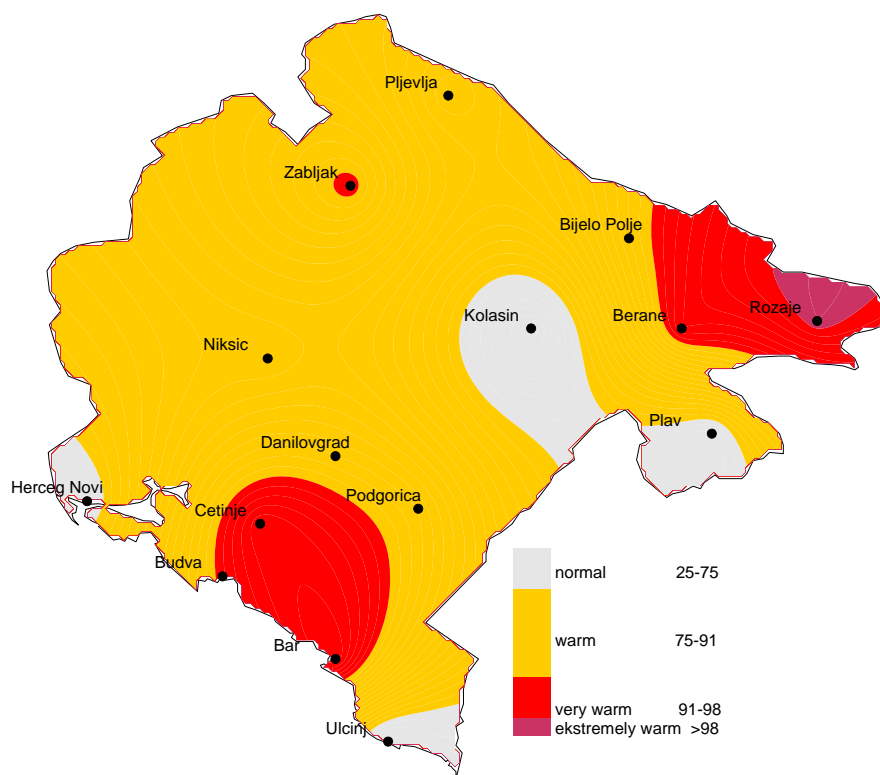 Pljevlja
Zabljak
Bijelo Polje
Rozaje
Kolasin
Berane
Niksic
Plav
Danilovgrad
Herceg Novi
Podgorica
Cetinje
Budva
Bar
Ulcinj
normal 25-75
warm 75-91
very warm 91-98
ekstremely warm >98